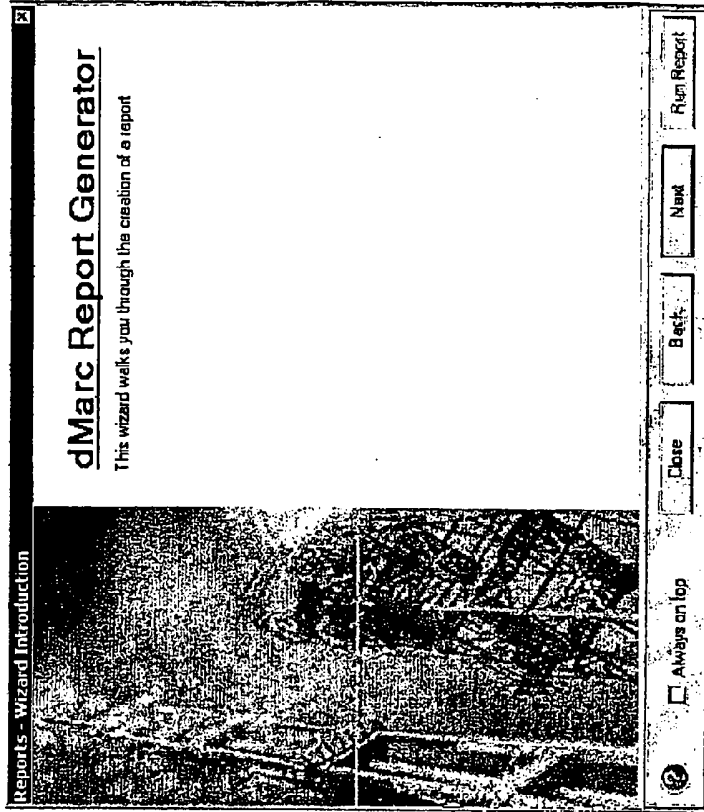 Reports - Wizard Introduction
dMarc Report Generator
This wizard walks you through the creation of a report
Always on top
Close
Back
Next
Run Report